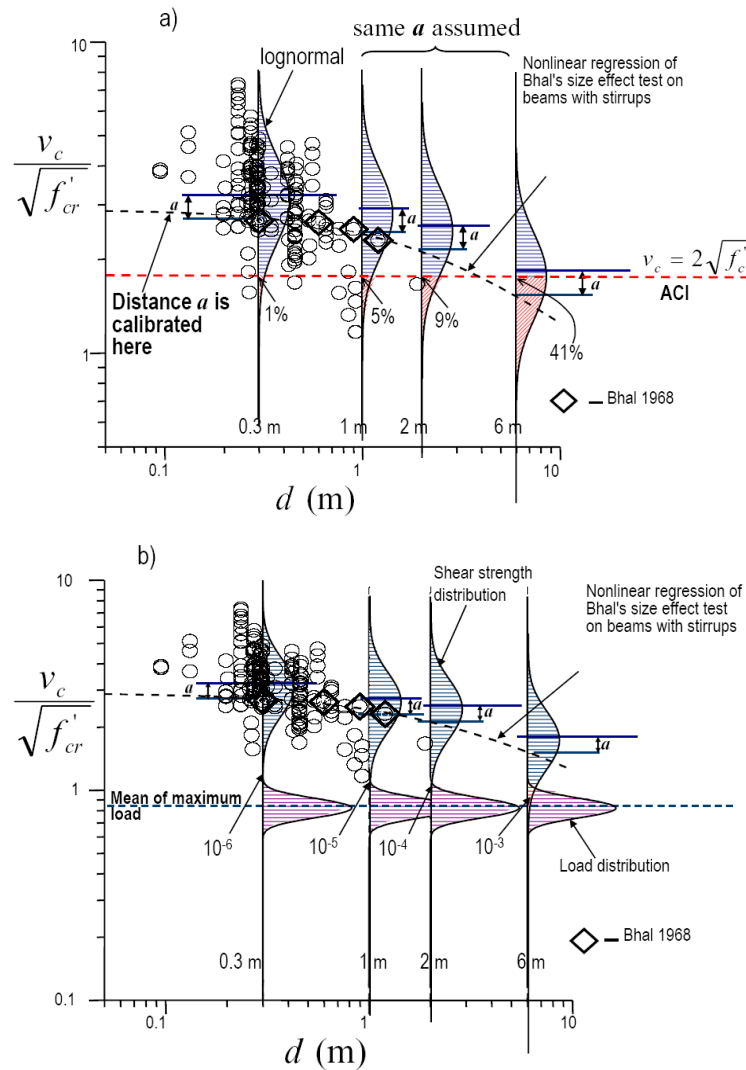 a)
same a assumed
10
lognormal
Nonlinear regression of
Bhal's size effect test on
beams with stirrups
v_c / √f'_cr
a
a
a
a
v_c = 2√f'_c
ACI
Distance a is
calibrated
here
1%
5%
9%
41%
1
Bhal 1968
0.3 m
1 m
2 m
6 m
0.1
1
10
d (m)
b)
10
Shear strength
distribution
Nonlinear regression of
Bhal's size effect test
on beams with stirrups
v_c / √f'_cr
a
a
a
a
1
Mean of maximum
load
10⁻⁶
10⁻⁵
10⁻⁴
10⁻³
Load distribution
Bhal 1968
0.3 m
1 m
2 m
6 m
0.1
0.1
1
10
d (m)